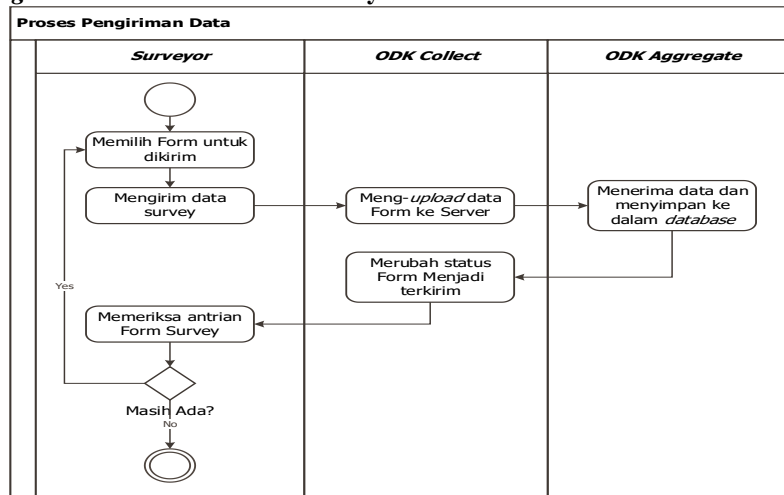 Proses Pengiriman Data
Surveyor
ODK Collect
ODK Aggregate
Memilih Form untuk
dikirim
Mengirim data
survey
Meng-upload data
Form ke Server
Menerima data dan
menyimpan ke
dalam database
Merubah status
Form Menjadi
terkirim
Yes
Memeriksa antrian
Form Survey
Masih Ada?
No